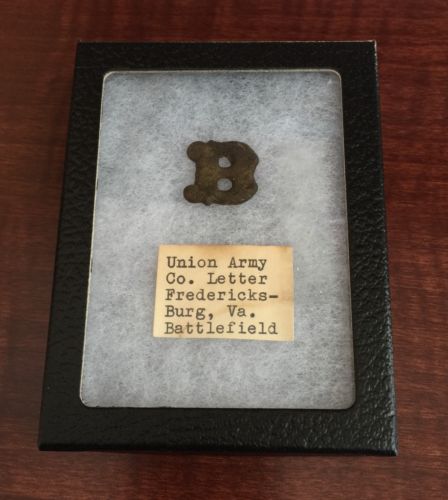 B
Union Army
Co. Letter
Fredericks-
Burg, Va.
Battlefield